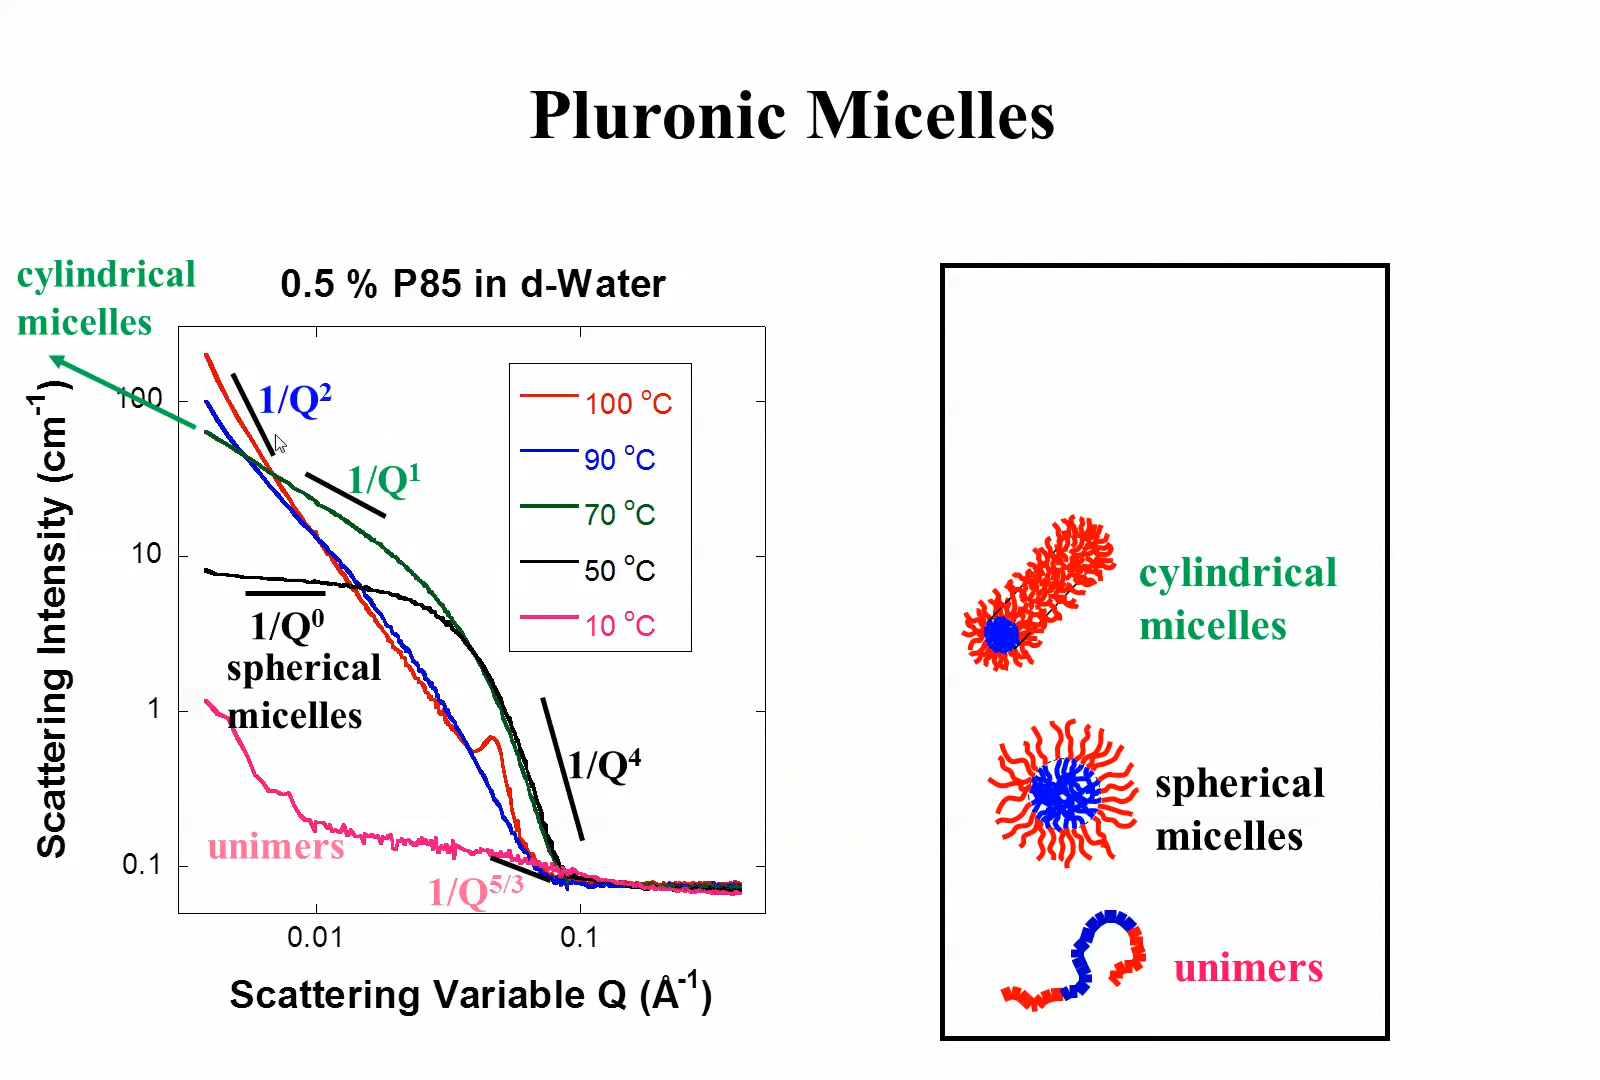 Pluronic Micelles
cylindrical
micelles
0.5 % P85 in d-Water
Scattering Intensity (cm⁻¹)
100
10
1
0.1
1/Q²
1/Q¹
1/Q⁰
spherical
micelles
1/Q⁴
unimers
1/Q⁵ᐟ³
100 °C
90 °C
70 °C
50 °C
10 °C
0.01
0.1
Scattering Variable Q (Å⁻¹)
cylindrical
micelles
spherical
micelles
unimers